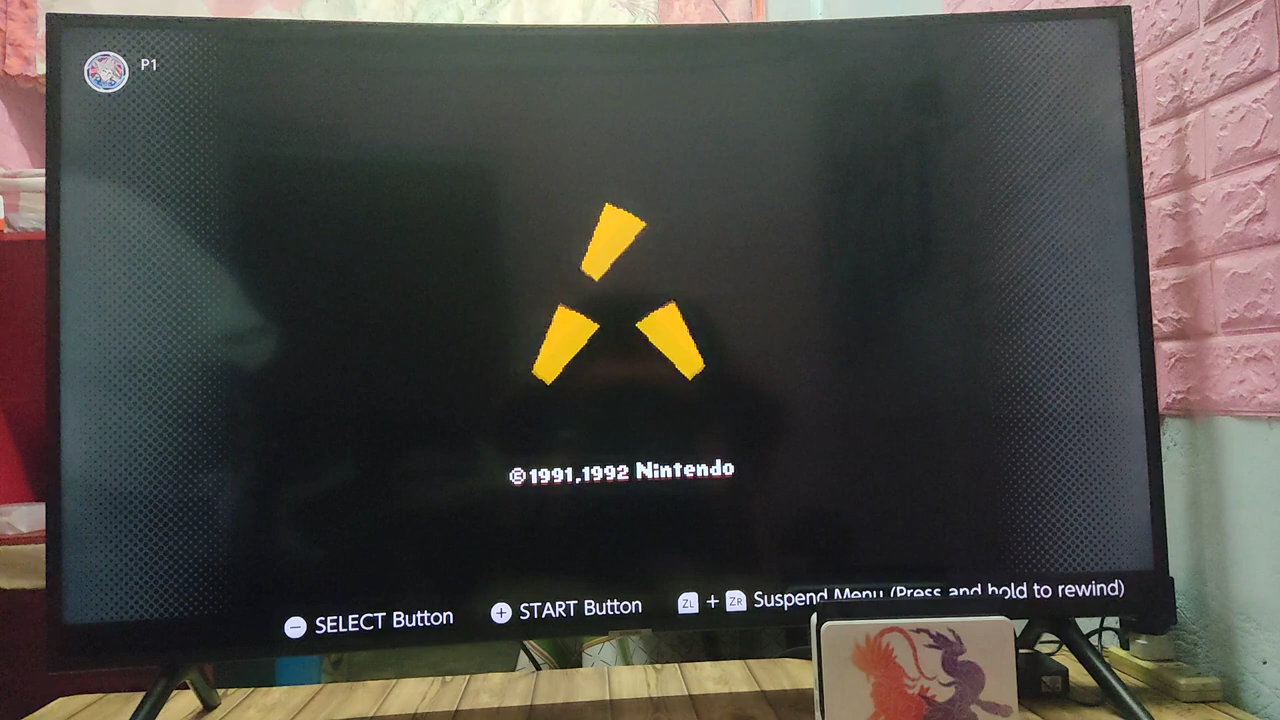 P1
©1991,1992 Nintendo
− SELECT Button
+ START Button
ZL + ZR Suspend Menu (Press and hold to rewind)